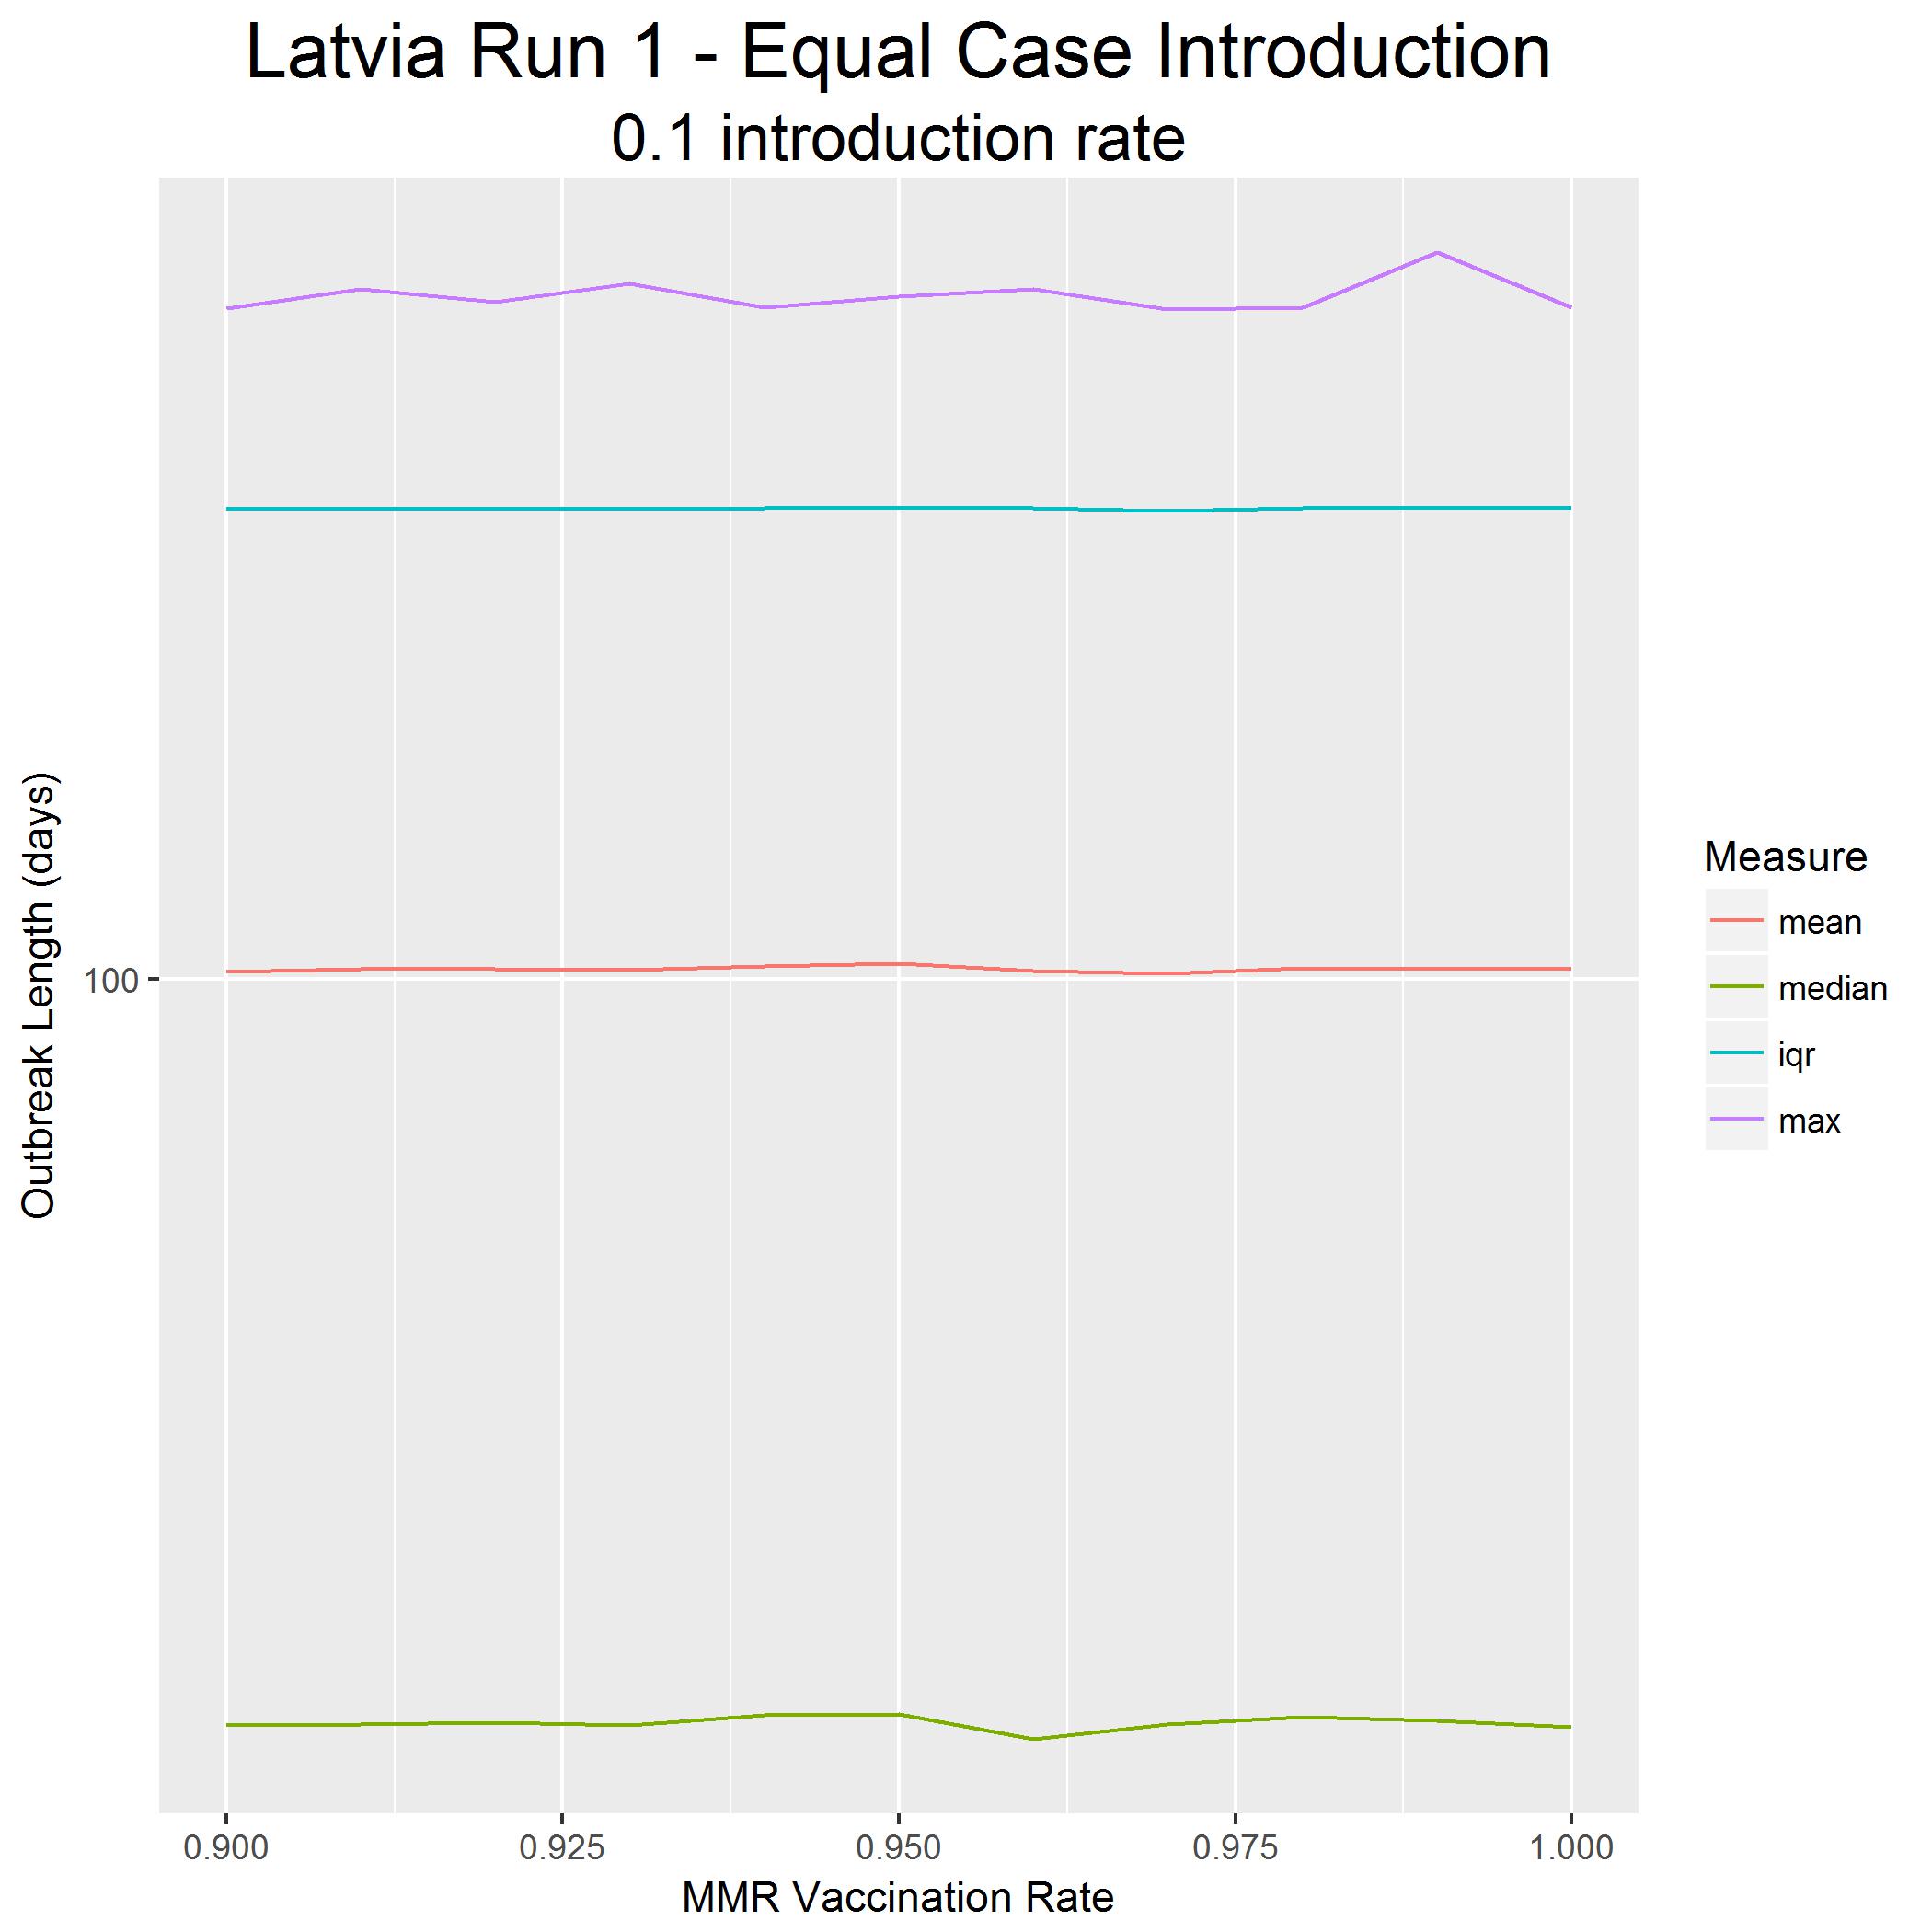 Latvia Run 1 - Equal Case Introduction
0.1 introduction rate
Outbreak Length (days)
100
0.900
0.925
0.950
0.975
1.000
MMR Vaccination Rate
Measure
mean
median
iqr
max